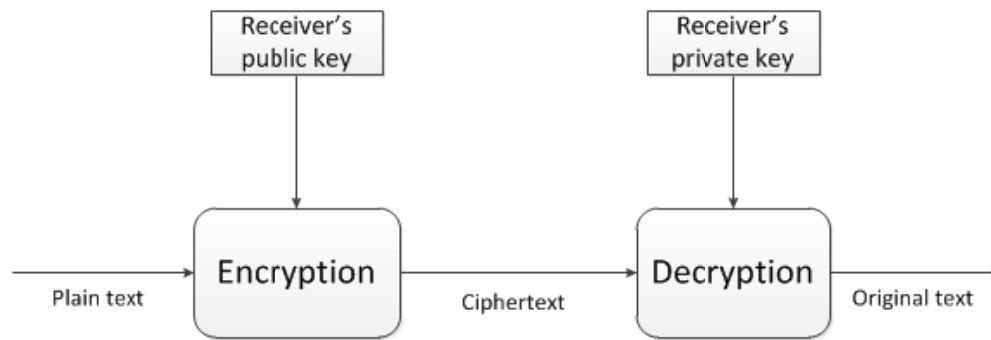 Receiver's
public key
Receiver's
private key
Encryption
Decryption
Plain text
Ciphertext
Original text